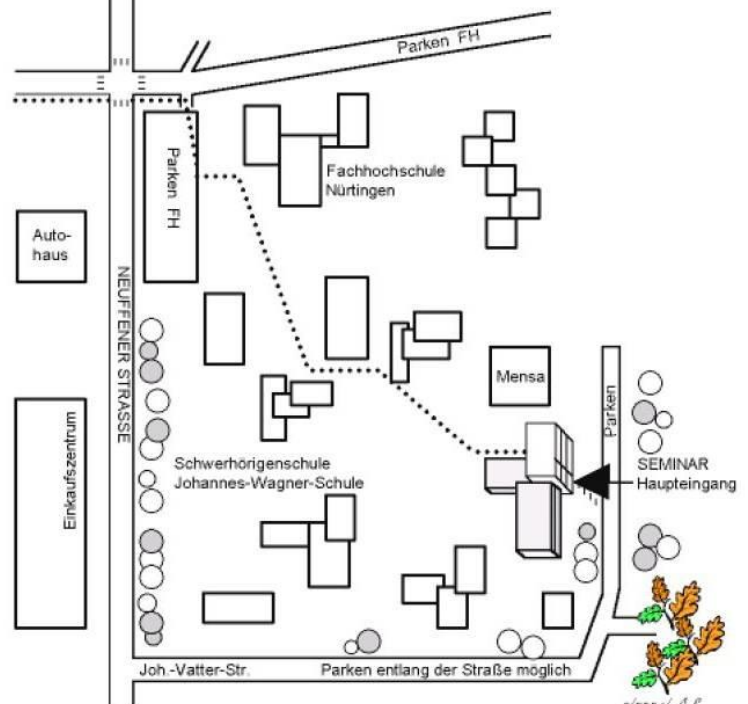 Parken FH
Parken FH
Fachhochschule
Nürtingen
Auto-
haus
NEUFFENER STRASSE
Mensa
Parken
Einkaufszentrum
Schwerhörigenschule
Johannes-Wagner-Schule
SEMINAR
Haupteingang
Joh.-Vatter-Str.
Parken entlang der Straße möglich